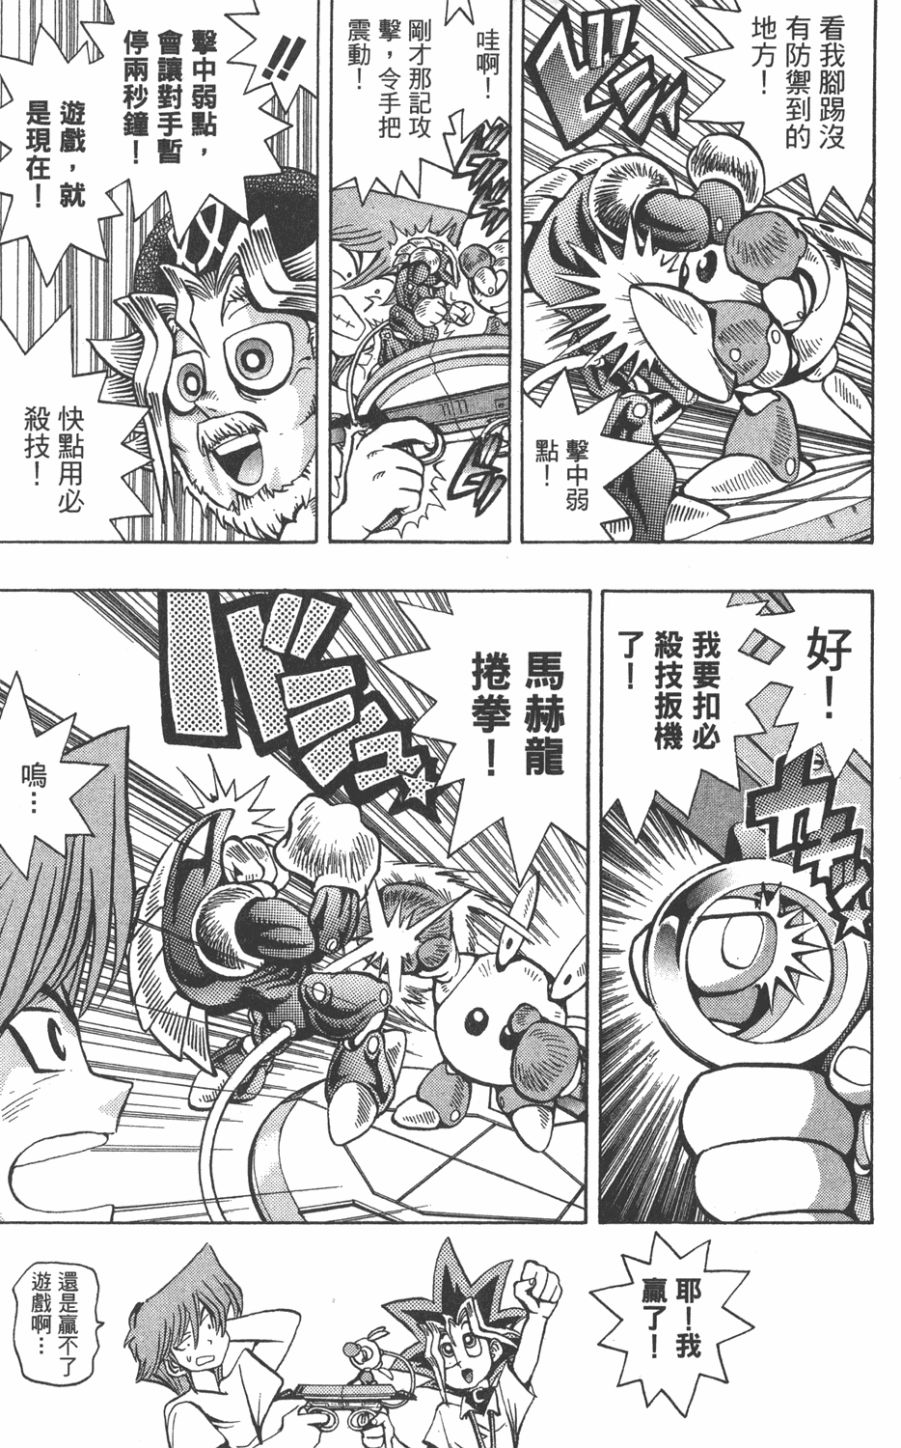 看我腳踢沒
有防禦到的
地方！
擊中弱
點！
哇啊！
剛才那記攻
擊，令手把
震動！
!!
擊中弱點，
會讓對手暫
停兩秒鐘！
遊戲，就
是現在！
快點用必
殺技！
好！
我要扣必
殺技扳機
了！
馬赫龍
捲拳！
嗚…
耶！我
贏了！
還是贏不了
遊戲啊…